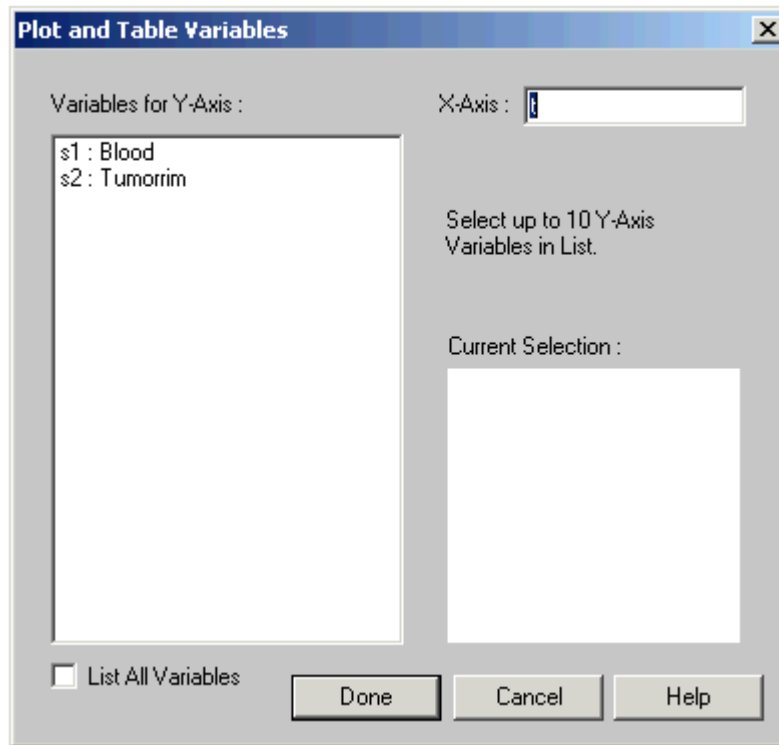 Plot and Table Variables
Variables for Y-Axis :
X-Axis : t
s1 : Blood
s2 : Tumorrim
Select up to 10 Y-Axis
Variables in List.
Current Selection :
List All Variables
Done
Cancel
Help